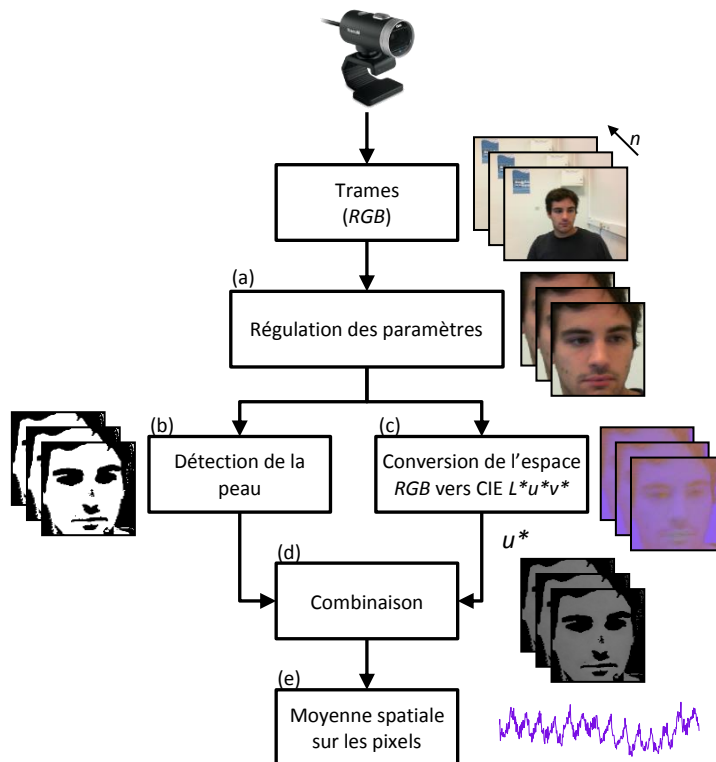 n
Trames
(RGB)
(a)
Régulation des paramètres
(b)
Détection de la
peau
(c)
Conversion de l'espace
RGB vers CIE L*u*v*
u*
(d)
Combinaison
(e)
Moyenne spatiale
sur les pixels